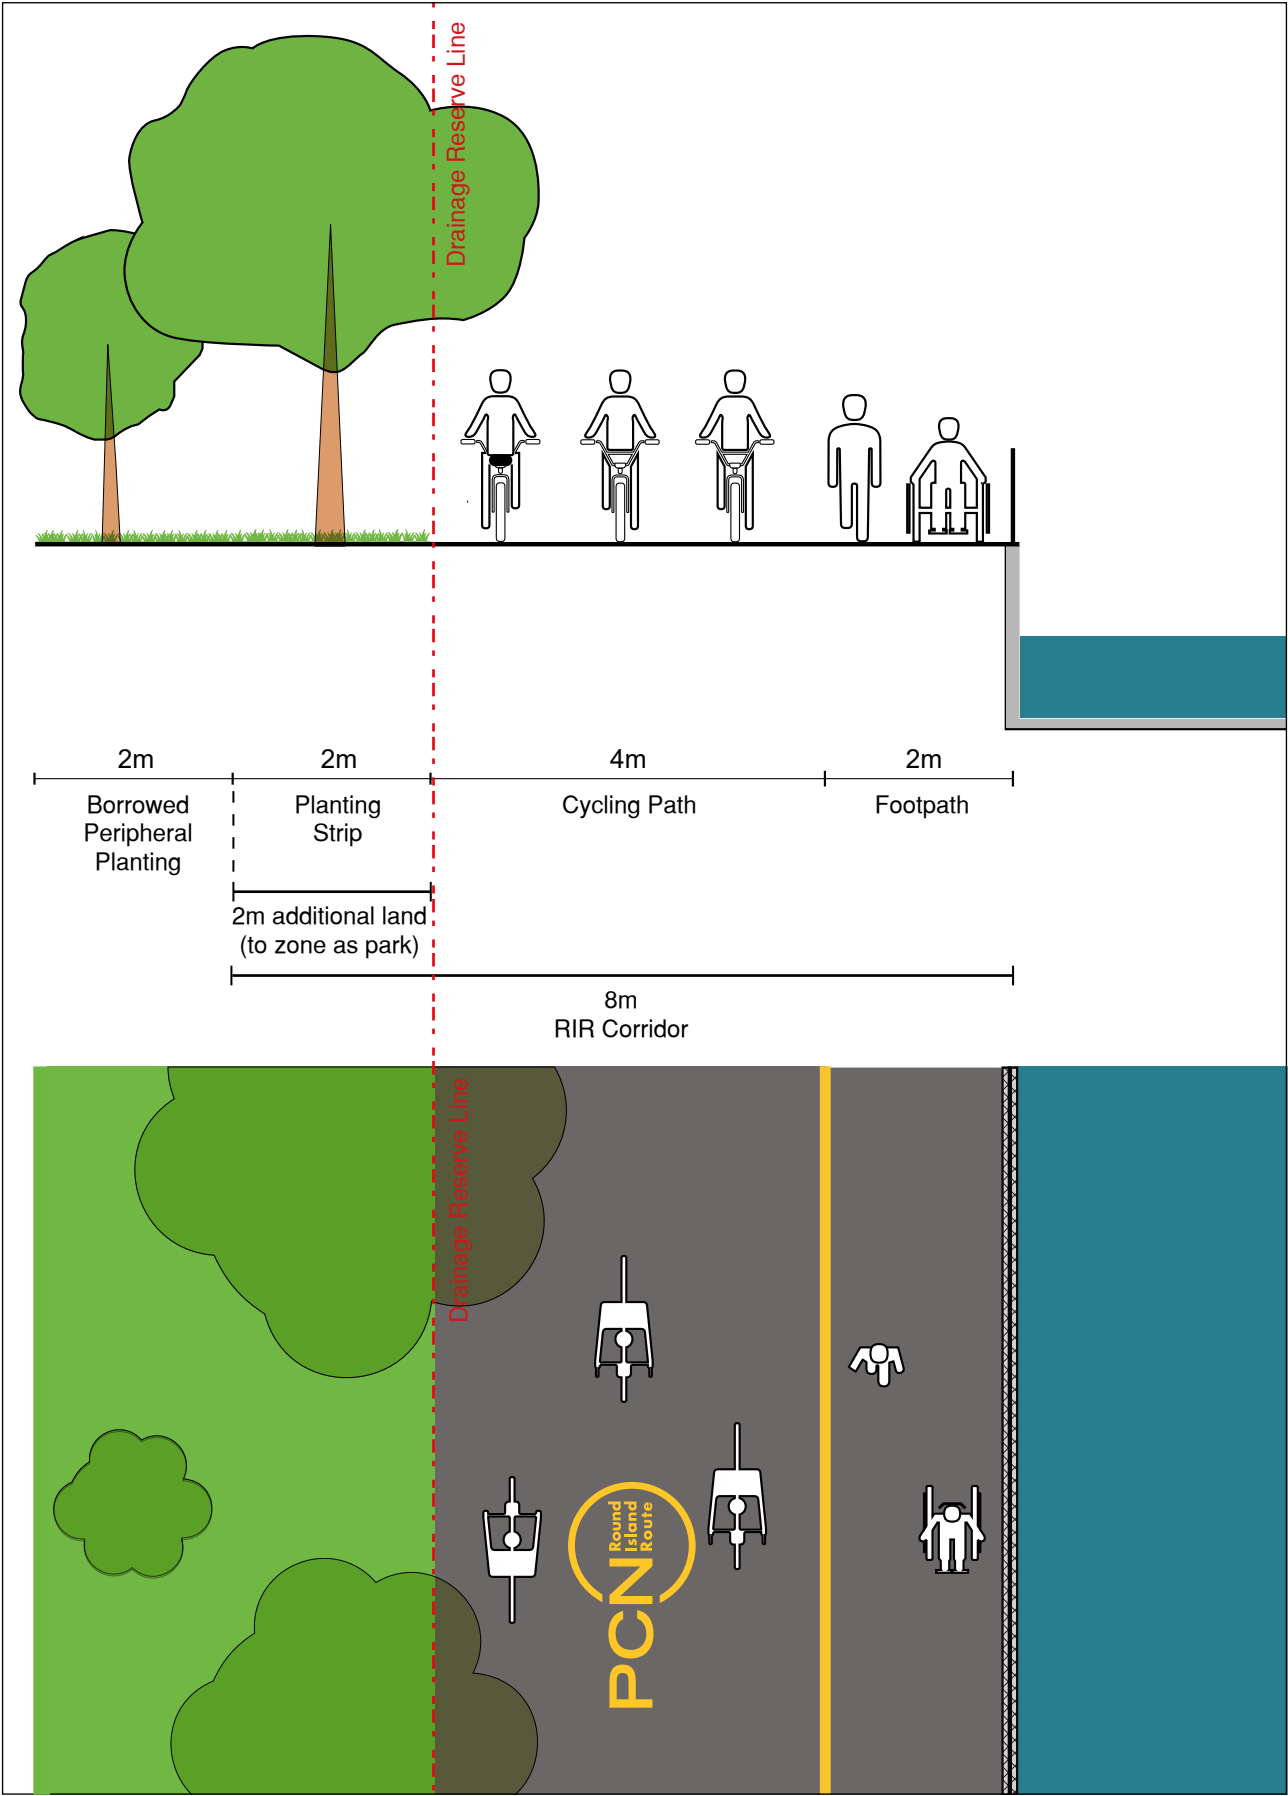 Drainage Reserve Line
2m
2m
4m
2m
Borrowed
Peripheral
Planting
Planting
Strip
Cycling Path
Footpath
2m additional land
(to zone as park)
8m
RIR Corridor
Drainage Reserve Line
PCN
Round
Island
Route